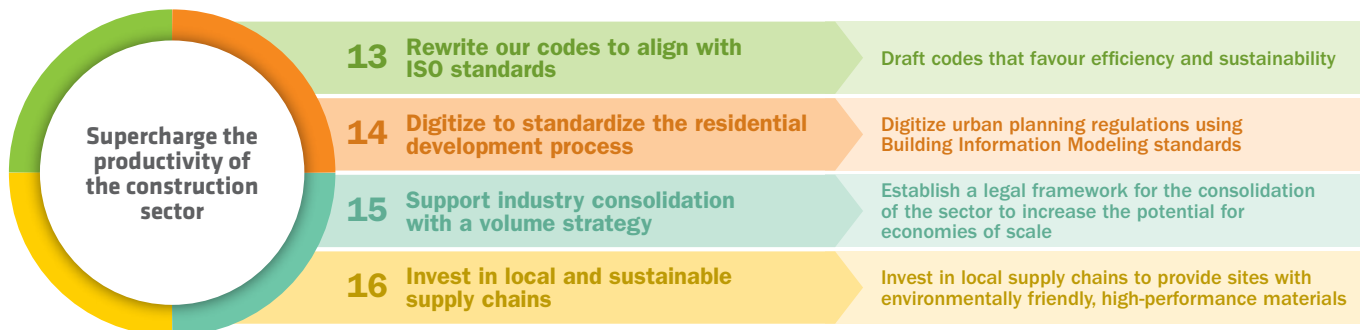 Supercharge the
productivity of
the construction
sector
13
Rewrite our codes to align with
ISO standards
Draft codes that favour efficiency and sustainability
14
Digitize to standardize the residential
development process
Digitize urban planning regulations using
Building Information Modeling standards
15
Support industry consolidation
with a volume strategy
Establish a legal framework for the consolidation
of the sector to increase the potential for
economies of scale
16
Invest in local and sustainable
supply chains
Invest in local supply chains to provide sites with
environmentally friendly, high-performance materials